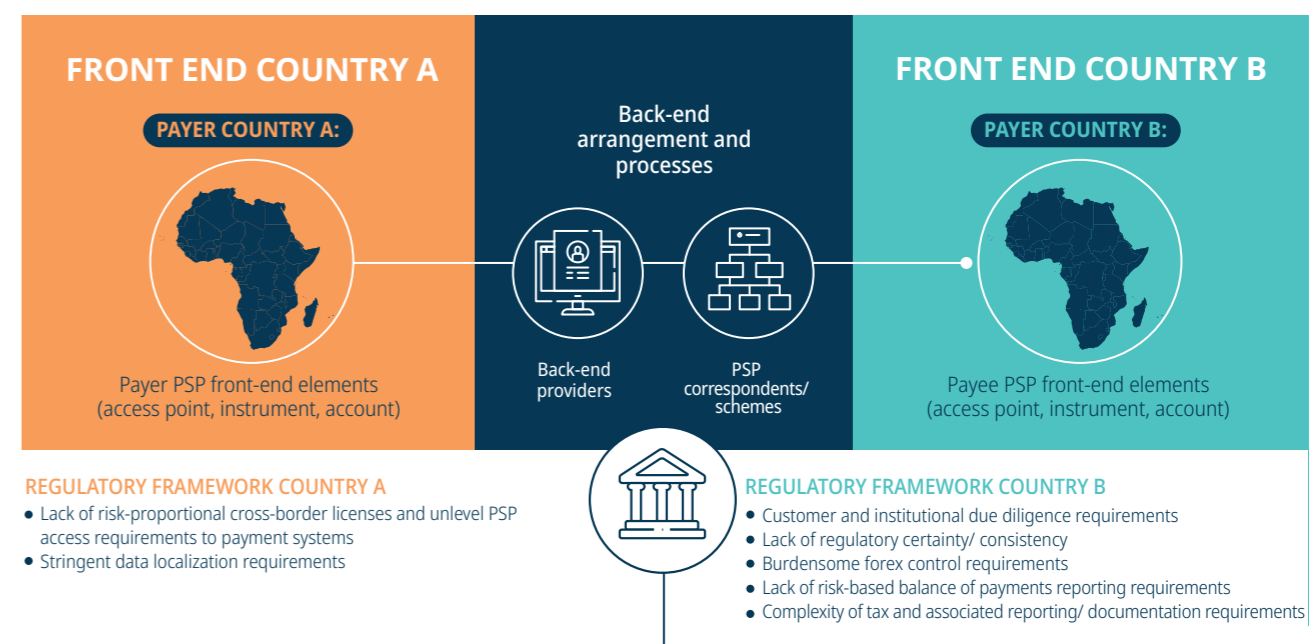 FRONT END COUNTRY A
PAYER COUNTRY A:
Payer PSP front-end elements
(access point, instrument, account)
Back-end
arrangement and
processes
Back-end
providers
PSP
correspondents/
schemes
FRONT END COUNTRY B
PAYER COUNTRY B:
Payee PSP front-end elements
(access point, instrument, account)
REGULATORY FRAMEWORK COUNTRY A
• Lack of risk-proportional cross-border licenses and unlevel PSP
access requirements to payment systems
• Stringent data localization requirements
REGULATORY FRAMEWORK COUNTRY B
• Customer and institutional due diligence requirements
• Lack of regulatory certainty/ consistency
• Burdensome forex control requirements
• Lack of risk-based balance of payments reporting requirements
• Complexity of tax and associated reporting/ documentation requirements